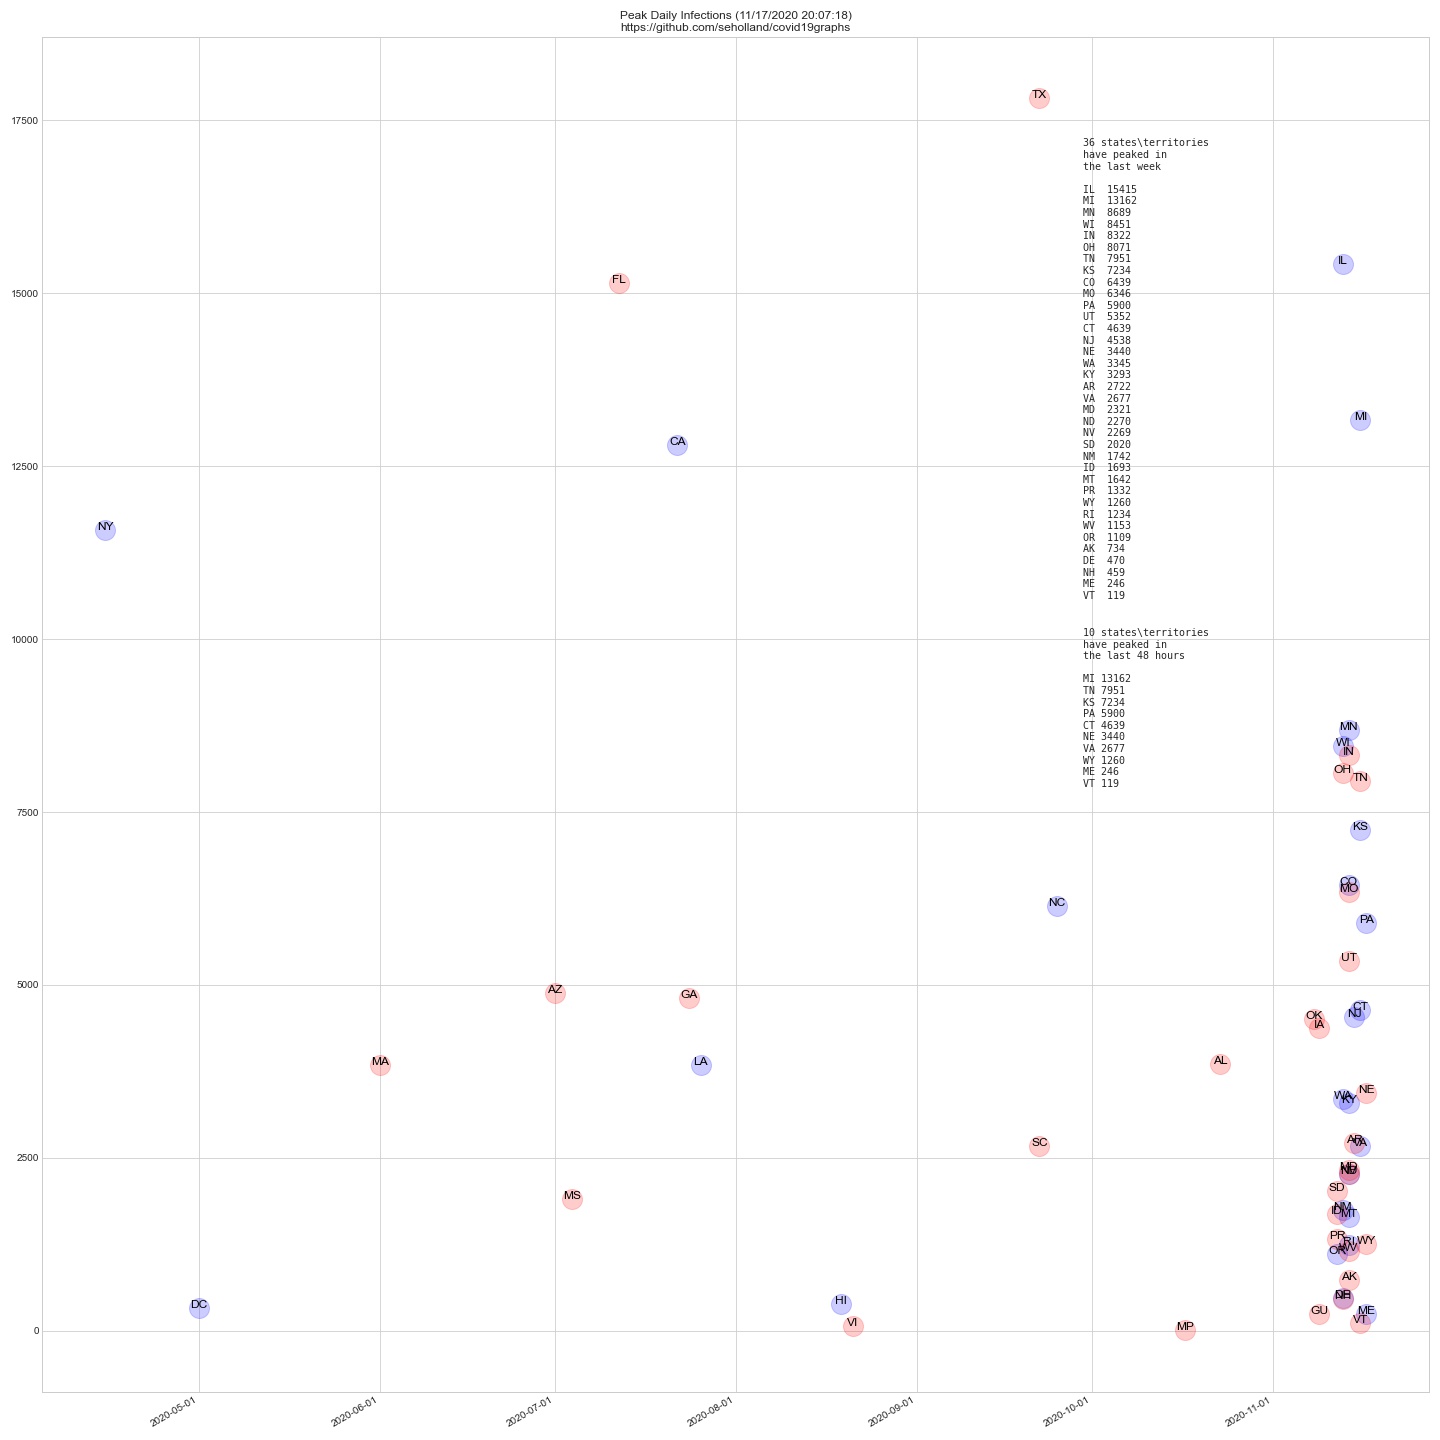 Peak Daily Infections (11/17/2020 20:07:18)
https://github.com/seholland/covid19graphs
TX
17500
36 states\territories
have peaked in
the last week
IL  15415
MI  13162
MN  8689
WI  8451
IN  8322
OH  8071
TN  7951
KS  7234
CO  6439
MO  6346
PA  5900
UT  5352
CT  4639
NJ  4538
NE  3440
WA  3345
KY  3293
AR  2722
VA  2677
MD  2321
ND  2270
NV  2269
SD  2020
NM  1742
ID  1693
MT  1642
PR  1332
WY  1260
RI  1234
WV  1153
OR  1109
AK  734
DE  470
NH  459
ME  246
VT  119
10 states\territories
have peaked in
the last 48 hours
MI 13162
TN 7951
KS 7234
PA 5900
CT 4639
NE 3440
VA 2677
WY 1260
ME 246
VT 119
IL
FL
15000
MI
CA
12500
NY
10000
MN
WI
IN
OH
TN
7500
KS
CO
MO
NC
PA
UT
AZ
GA
5000
CT
NJ
OK
IA
MA
LA
AL
NE
WA
KY
SC
AR
VA
2500
MD
SD
MS
NM
ID
MT
PR
RI
WY
WV
OR
AK
DC
HI
GU
ME
VI
MP
VT
0
2020-05-01
2020-06-01
2020-07-01
2020-08-01
2020-09-01
2020-10-01
2020-11-01